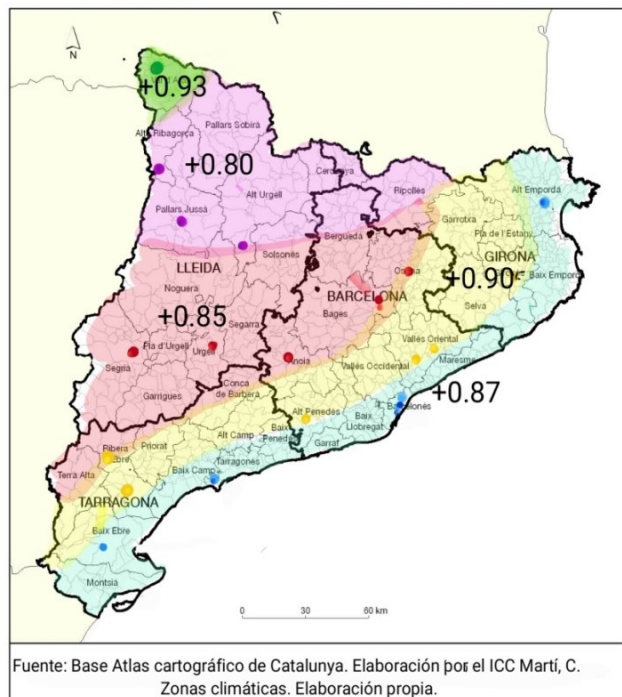 N
+0.93
Alta Ribagorça
Pallars Sobirà
+0.80
Cerdanya
Pallars Jussà
Alt Urgell
Ripolles
Alt Empordà
Garrotxa
Pla de l'Estany
Berguedà
Solsonès
LLEIDA
GIRONA
Osona
+0.90
Baix Empordà
Noguera
BARCELONA
Selva
+0.85
Segarra
Bages
Pla d'Urgell
Urgell
Vallès Oriental
Maresme
Segrià
Anoia
Vallès Occidental
Garrigues
Conca
de Barberà
+0.87
Barcelonès
Alt Penedès
Baix
Llobregat
Ribera
Ebre
Priorat
Alt Camp
Baix
Penedès
Garraf
Terra Alta
Tarragonès
Baix Camp
TARRAGONA
Baix Ebre
Montsià
0
30
60 km
Fuente: Base Atlas cartográfico de Catalunya. Elaboración por el ICC Martí, C.
Zonas climáticas. Elaboración propia.